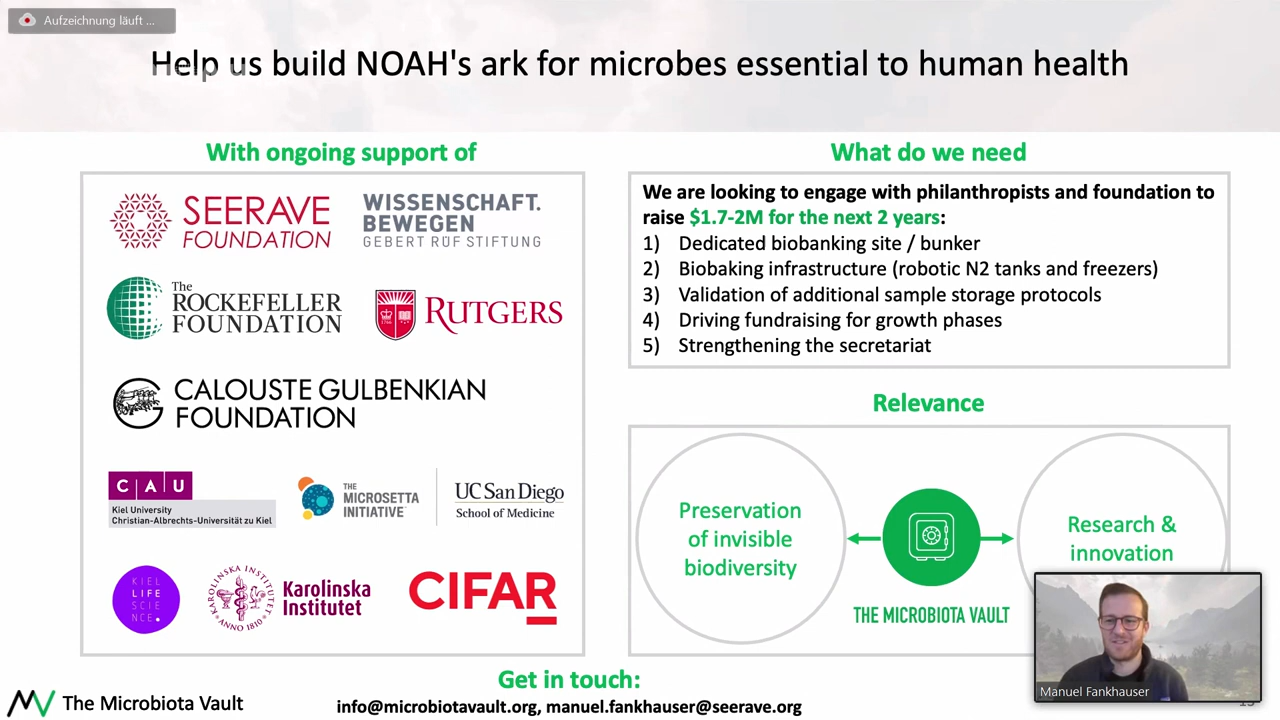 Aufzeichnung läuft ...
Help us build NOAH's ark for microbes essential to human health
With ongoing support of
SEERAVE
FOUNDATION
WISSENSCHAFT.
BEWEGEN
GEBERT RÜF STIFTUNG
The
ROCKEFELLER
FOUNDATION
1766
RUTGERS
CALOUSTE GULBENKIAN
FOUNDATION
C|A|U
Kiel University
Christian-Albrechts-Universität zu Kiel
THE
MICROSETTA
INITIATIVE
UC San Diego
School of Medicine
KIEL
LIFE
SCIE
NCE.
KAROLINSKA INSTITUTET
ANNO 1810
Karolinska
Institutet
CIFAR
What do we need
We are looking to engage with philanthropists and foundation to
raise $1.7-2M for the next 2 years:
1) Dedicated biobanking site / bunker
2) Biobaking infrastructure (robotic N2 tanks and freezers)
3) Validation of additional sample storage protocols
4) Driving fundraising for growth phases
5) Strengthening the secretariat
Relevance
Preservation
of invisible
biodiversity
THE MICROBIOTA VAULT
Research &
innovation
Manuel Fankhauser
Get in touch:
info@microbiotavault.org, manuel.fankhauser@seerave.org
The Microbiota Vault